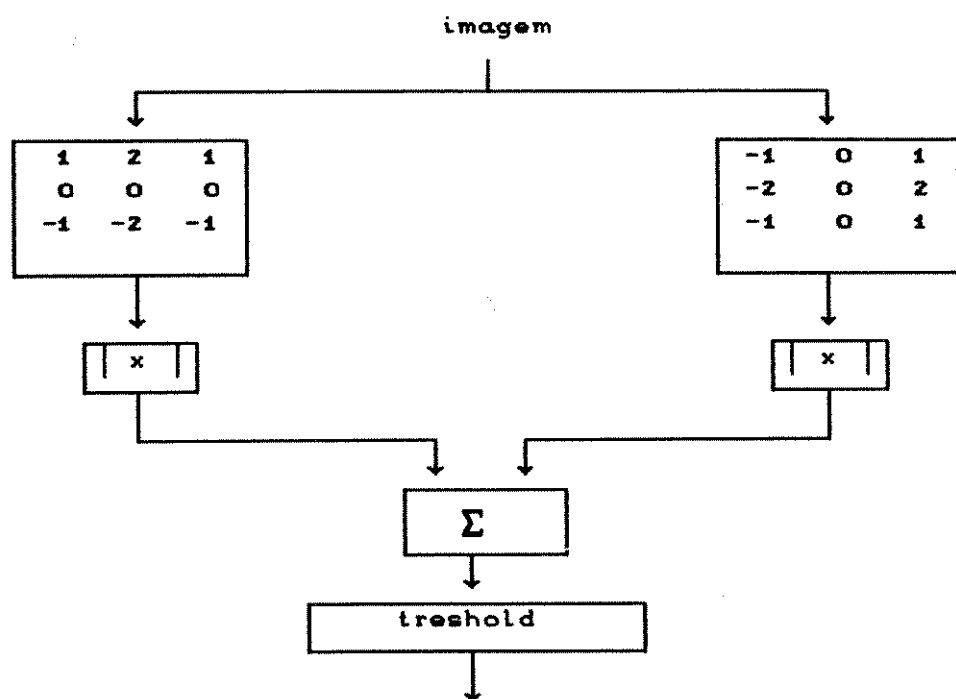 imagem
1 2 1
0 0 0
-1 -2 -1
-1 0 1
-2 0 2
-1 0 1
| x |
| x |
Σ
treshold